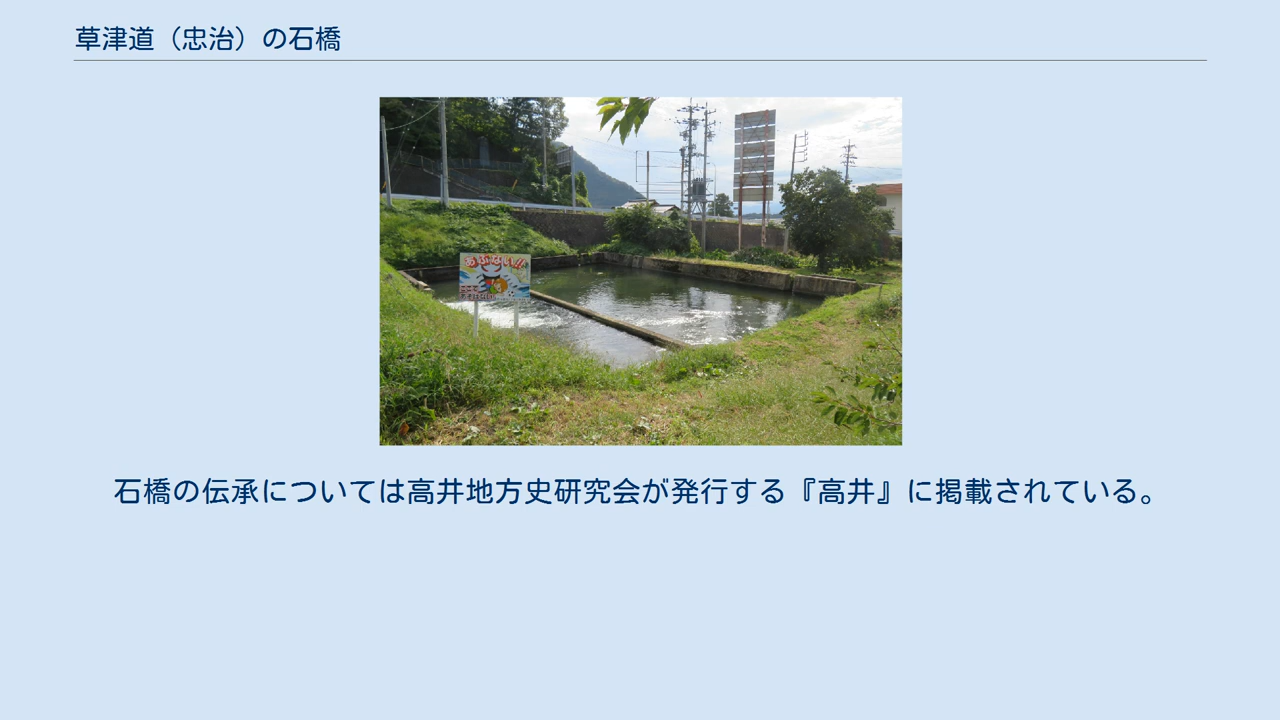 草津道（忠治）の石橋
あぶない!!
石橋の伝承については高井地方史研究会が発行する『高井』に掲載されている。